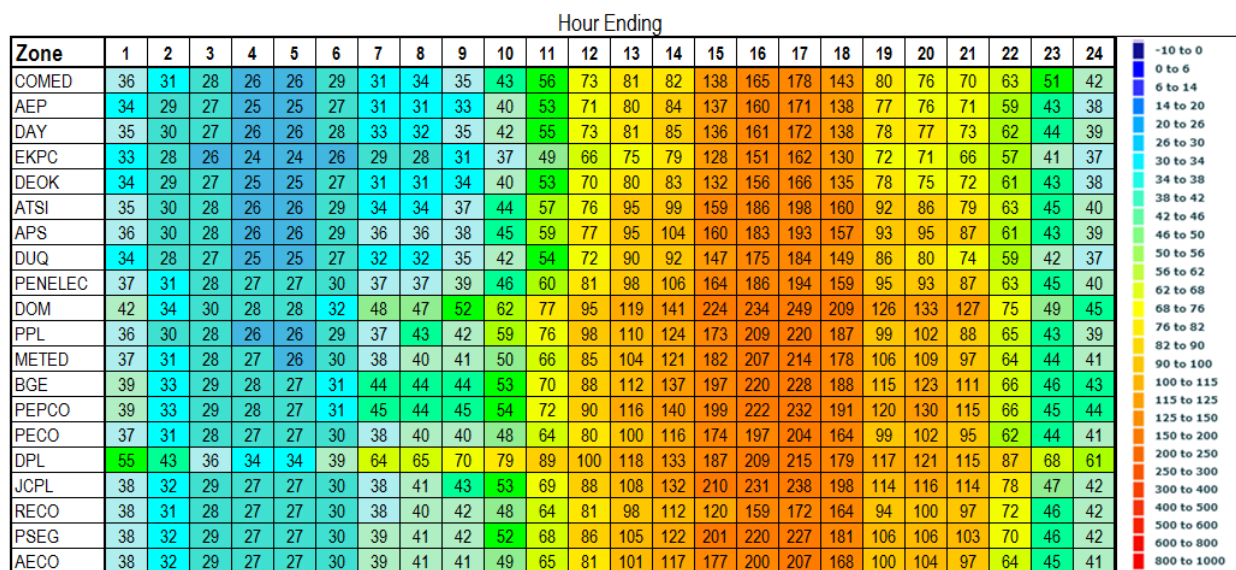 Hour Ending
Zone 1 2 3 4 5 6 7 8 9 10 11 12 13 14 15 16 17 18 19 20 21 22 23 24
COMED 36 31 28 26 26 29 31 34 35 43 56 73 81 82 138 165 178 143 80 76 70 63 51 42
AEP 34 29 27 25 25 27 31 31 33 40 53 71 80 84 137 160 171 138 77 76 71 59 43 38
DAY 35 30 27 26 26 28 33 32 35 42 55 73 81 85 136 161 172 138 78 77 73 62 44 39
EKPC 33 28 26 24 24 26 29 28 31 37 49 66 75 79 128 151 162 130 72 71 66 57 41 37
DEOK 34 29 27 25 25 27 31 31 34 40 53 70 80 83 132 156 166 135 78 75 72 61 43 38
ATSI 35 30 28 26 26 29 34 34 37 44 57 76 95 99 159 186 198 160 92 86 79 63 45 40
APS 36 30 28 26 26 29 36 36 38 45 59 77 95 104 160 183 193 157 93 95 87 61 43 39
DUQ 34 28 27 25 25 27 32 32 35 42 54 72 90 92 147 175 184 149 86 80 74 59 42 37
PENELEC 37 31 28 26 27 30 37 37 39 46 60 81 98 106 164 186 194 159 95 93 87 63 45 40
DOM 42 34 30 28 28 32 48 47 52 62 77 95 119 141 224 234 249 209 126 133 127 75 49 45
PPL 36 30 28 26 26 29 37 43 42 59 76 98 110 124 173 209 220 187 99 102 88 65 43 39
METED 37 31 28 27 26 30 38 40 41 50 66 85 104 121 182 207 214 178 106 109 97 64 44 41
BGE 39 33 29 28 27 31 44 44 44 53 70 88 112 137 197 220 228 188 115 123 111 66 46 43
PEPCO 39 33 29 28 27 31 45 44 45 54 72 90 116 140 199 222 232 191 120 130 115 66 45 44
PECO 37 31 28 27 27 30 38 40 40 48 64 80 100 116 174 197 204 164 99 102 95 62 44 41
DPL 55 43 36 34 34 39 64 65 70 79 89 100 118 133 187 209 215 179 117 121 115 87 68 61
JCPL 38 32 29 27 27 30 38 41 43 53 69 88 108 132 210 231 238 198 114 116 114 78 47 42
RECO 38 31 28 27 27 30 38 40 42 48 64 81 98 112 120 159 172 164 94 100 97 72 46 42
PSEG 38 32 29 27 27 30 39 41 42 52 68 86 105 122 201 220 227 181 106 106 103 70 46 42
AECO 38 32 29 27 27 30 39 41 41 49 65 81 101 117 177 200 207 168 100 104 97 64 45 41
-10 to 0
0 to 6
6 to 14
14 to 20
20 to 26
26 to 30
30 to 34
34 to 38
38 to 42
42 to 46
46 to 50
50 to 56
56 to 62
62 to 68
68 to 76
76 to 82
82 to 90
90 to 100
100 to 115
115 to 125
125 to 150
150 to 200
200 to 250
250 to 300
300 to 400
400 to 500
500 to 600
600 to 800
800 to 1000